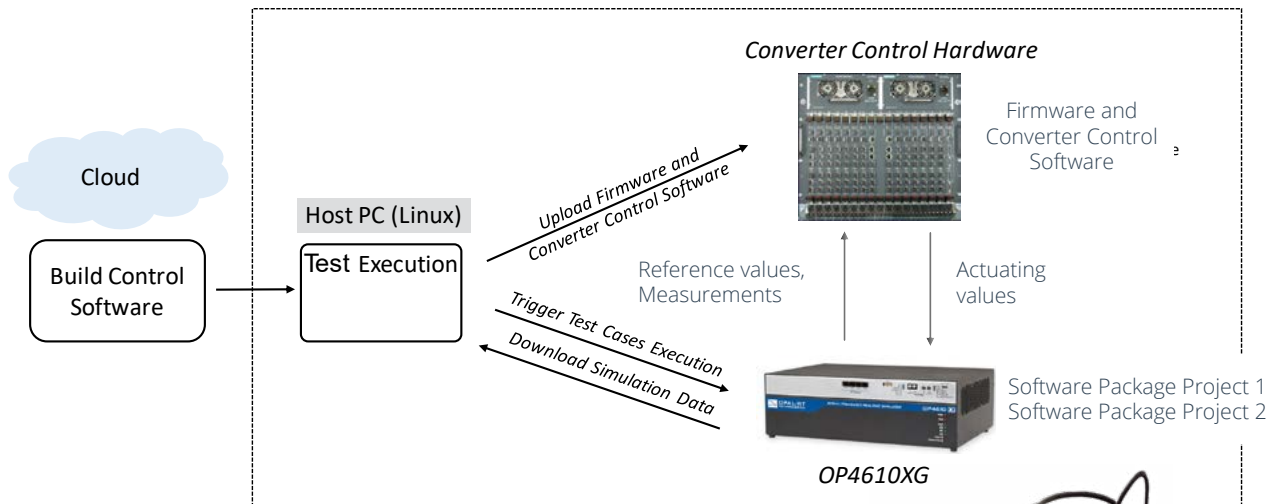 Converter Control Hardware
Firmware and
Converter Control
Software
e
Cloud
Host PC (Linux)
Test Execution
Build Control
Software
Upload Firmware and
Converter Control Software
Reference values,
Measurements
Actuating
values
Trigger Test Cases Execution
Download Simulation Data
OP4610XG
Software Package Project 1
Software Package Project 2